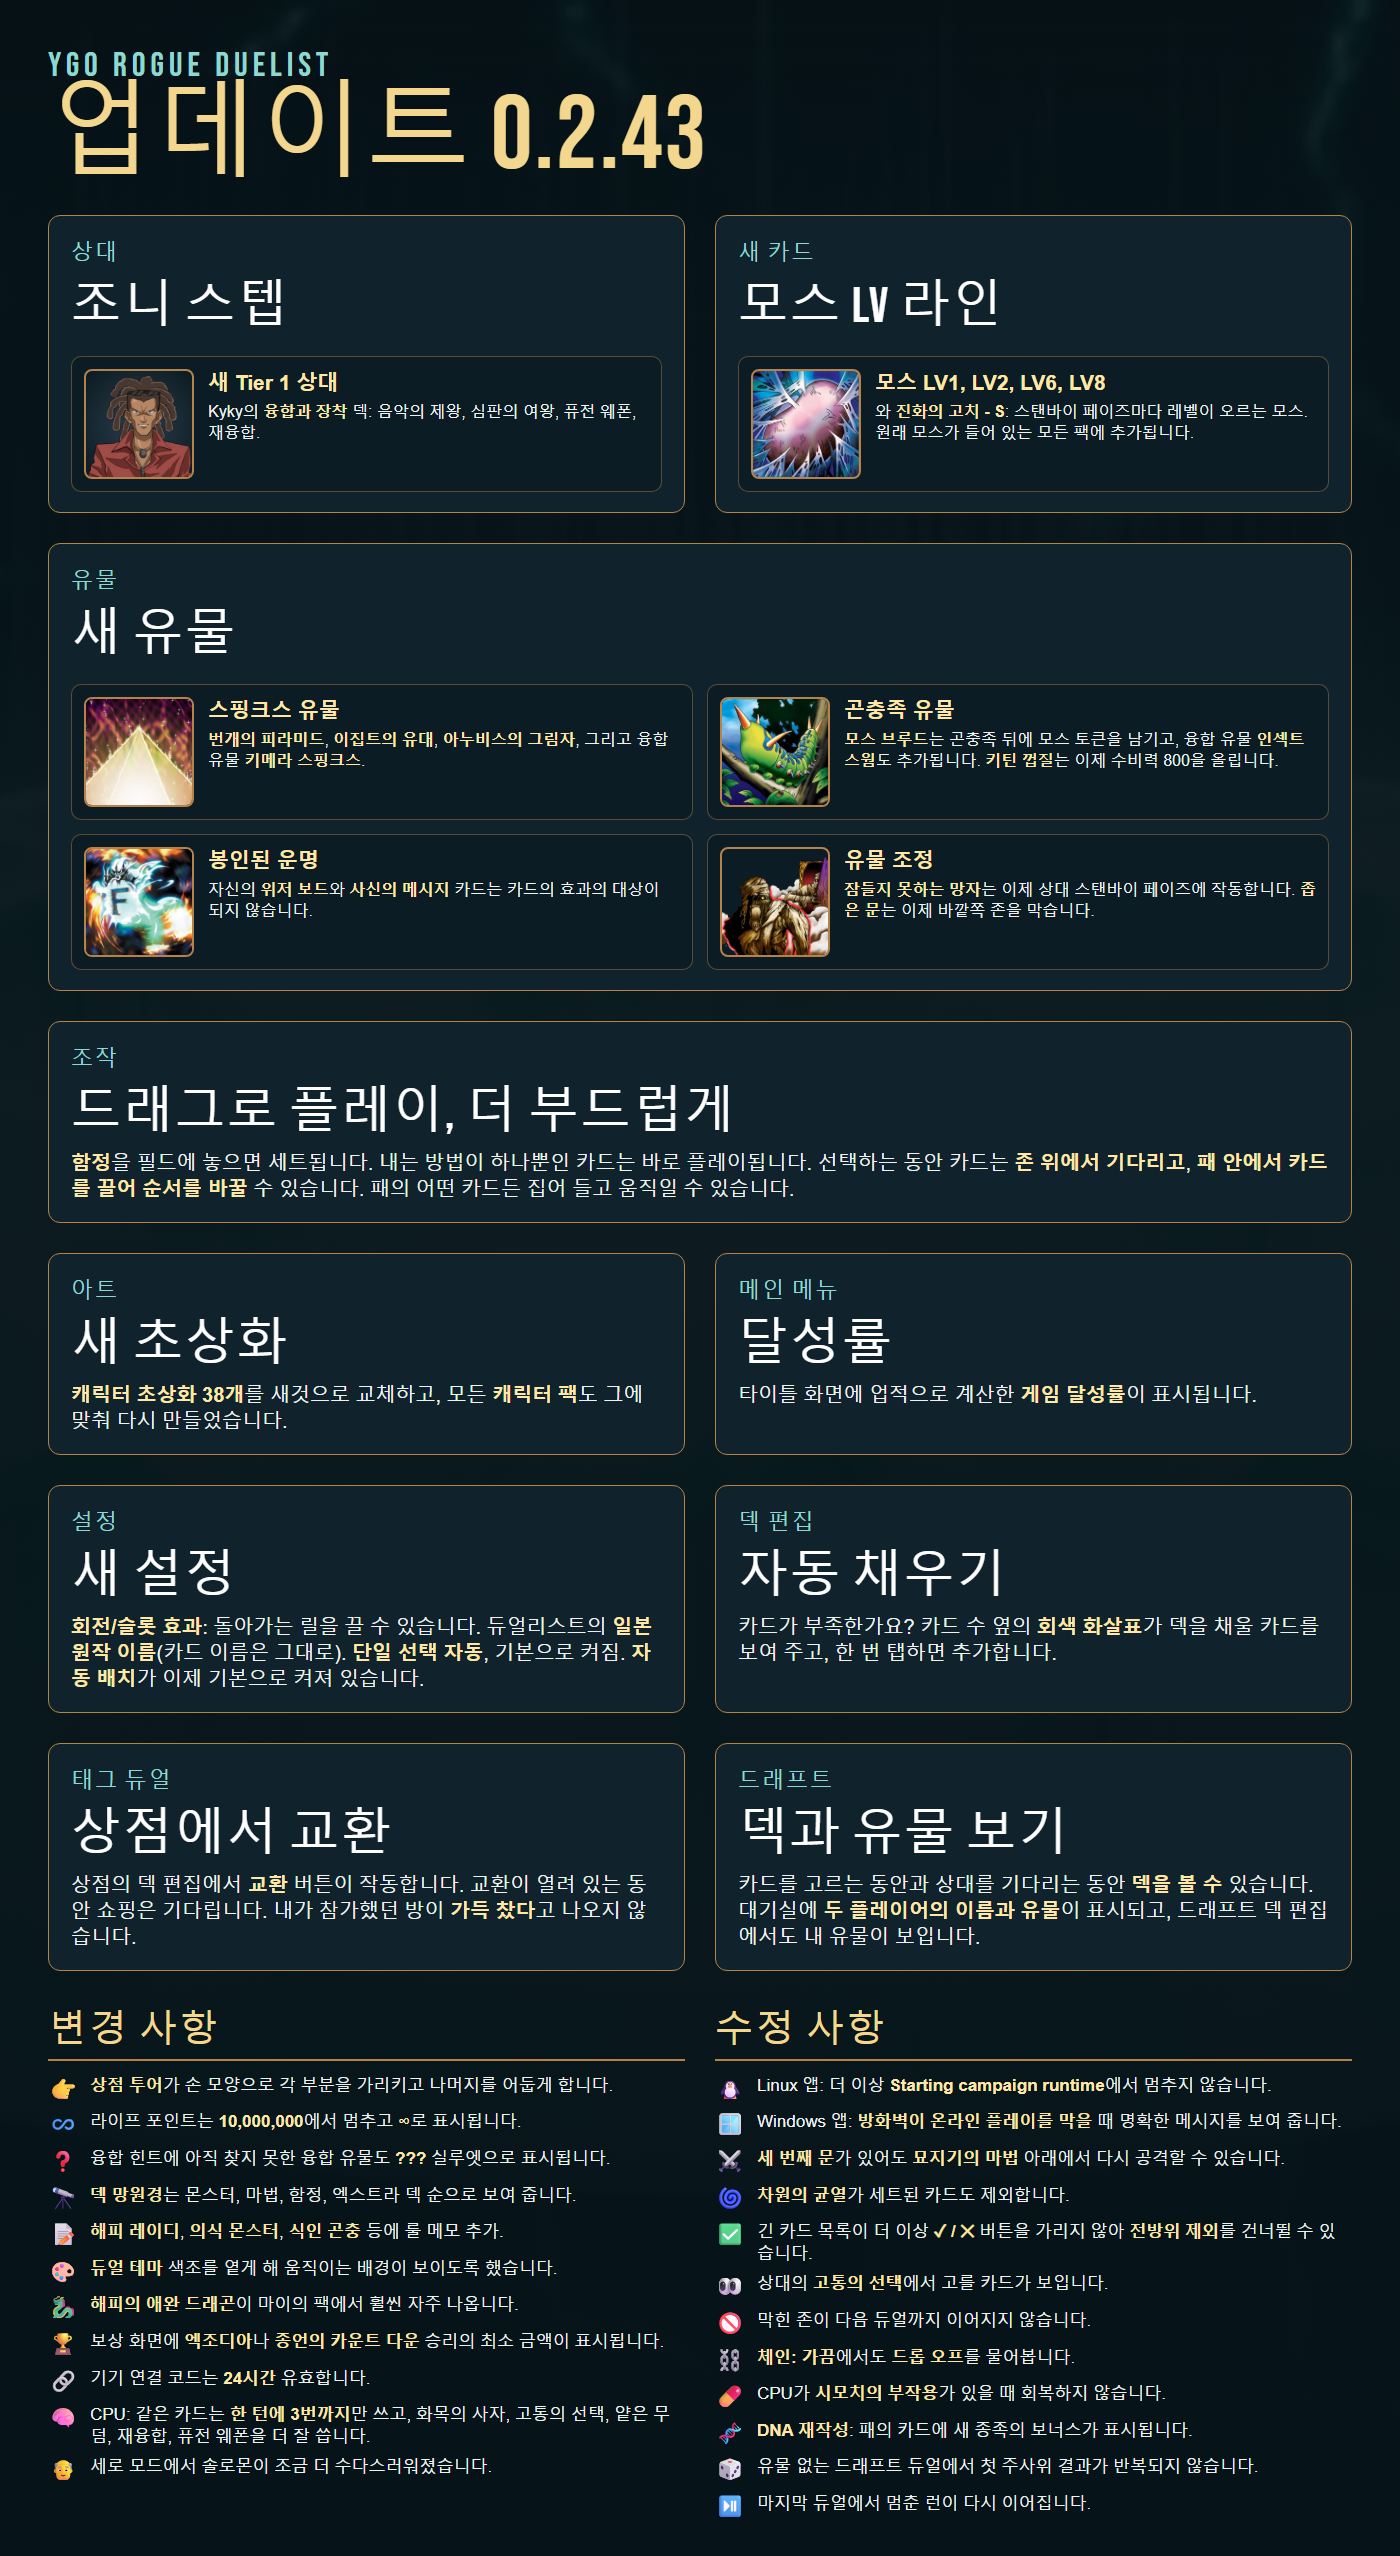 YGO ROGUE DUELIST
업데이트 0.2.43
상대
조니 스텝
새 Tier 1 상대
Kyky의 융합과 장착 덱: 음악의 제왕, 심판의 여왕, 퓨전 웨폰,
재융합.
새 카드
모스 LV 라인
모스 LV1, LV2, LV6, LV8
와 진화의 고치 - S: 스탠바이 페이즈마다 레벨이 오르는 모스.
원래 모스가 들어 있는 모든 팩에 추가됩니다.
유물
새 유물
스핑크스 유물
번개의 피라미드, 이집트의 유대, 아누비스의 그림자, 그리고 융합
유물 키메라 스핑크스.
곤충족 유물
모스 브루드는 곤충족 뒤에 모스 토큰을 남기고, 융합 유물 인섹트
스웜도 추가됩니다. 키틴 껍질는 이제 수비력 800을 올립니다.
봉인된 운명
자신의 위저 보드와 사신의 메시지 카드는 카드의 효과의 대상이
되지 않습니다.
유물 조정
잠들지 못하는 망자는 이제 상대 스탠바이 페이즈에 작동합니다. 좁
은 문는 이제 바깥쪽 존을 막습니다.
조작
드래그로 플레이, 더 부드럽게
함정을 필드에 놓으면 세트됩니다. 내는 방법이 하나뿐인 카드는 바로 플레이됩니다. 선택하는 동안 카드는 존 위에서 기다리고, 패 안에서 카드
를 끌어 순서를 바꿀 수 있습니다. 패의 어떤 카드든 집어 들고 움직일 수 있습니다.
아트
새 초상화
캐릭터 초상화 38개를 새것으로 교체하고, 모든 캐릭터 팩도 그에
맞춰 다시 만들었습니다.
메인 메뉴
달성률
타이틀 화면에 업적으로 계산한 게임 달성률이 표시됩니다.
설정
새 설정
회전/슬롯 효과: 돌아가는 릴을 끌 수 있습니다. 듀얼리스트의 일본
원작 이름(카드 이름은 그대로). 단일 선택 자동, 기본으로 켜짐. 자
동 배치가 이제 기본으로 켜져 있습니다.
덱 편집
자동 채우기
카드가 부족한가요? 카드 수 옆의 회색 화살표가 덱을 채울 카드를
보여 주고, 한 번 탭하면 추가합니다.
태그 듀얼
상점에서 교환
상점의 덱 편집에서 교환 버튼이 작동합니다. 교환이 열려 있는 동
안 쇼핑은 기다립니다. 내가 참가했던 방이 가득 찼다고 나오지 않
습니다.
드래프트
덱과 유물 보기
카드를 고르는 동안과 상대를 기다리는 동안 덱을 볼 수 있습니다.
대기실에 두 플레이어의 이름과 유물이 표시되고, 드래프트 덱 편집
에서도 내 유물이 보입니다.
변경 사항
상점 투어가 손 모양으로 각 부분을 가리키고 나머지를 어둡게 합니다.
라이프 포인트는 10,000,000에서 멈추고 ∞로 표시됩니다.
융합 힌트에 아직 찾지 못한 융합 유물도 ??? 실루엣으로 표시됩니다.
덱 망원경는 몬스터, 마법, 함정, 엑스트라 덱 순으로 보여 줍니다.
해피 레이디, 의식 몬스터, 식인 곤충 등에 룰 메모 추가.
듀얼 테마 색조를 옅게 해 움직이는 배경이 보이도록 했습니다.
해피의 애완 드래곤이 마이의 팩에서 훨씬 자주 나옵니다.
보상 화면에 엑조디아나 종언의 카운트 다운 승리의 최소 금액이 표시됩니다.
기기 연결 코드는 24시간 유효합니다.
CPU: 같은 카드는 한 턴에 3번까지만 쓰고, 화목의 사자, 고통의 선택, 얕은 무
덤, 재융합, 퓨전 웨폰을 더 잘 씁니다.
세로 모드에서 솔로몬이 조금 더 수다스러워졌습니다.
수정 사항
Linux 앱: 더 이상 Starting campaign runtime에서 멈추지 않습니다.
Windows 앱: 방화벽이 온라인 플레이를 막을 때 명확한 메시지를 보여 줍니다.
세 번째 문가 있어도 묘지기의 마법 아래에서 다시 공격할 수 있습니다.
차원의 균열가 세트된 카드도 제외합니다.
긴 카드 목록이 더 이상 ✓ / ✕ 버튼을 가리지 않아 전방위 제외를 건너뛸 수 있
습니다.
상대의 고통의 선택에서 고를 카드가 보입니다.
막힌 존이 다음 듀얼까지 이어지지 않습니다.
체인: 가끔에서도 드롭 오프를 물어봅니다.
CPU가 시모치의 부작용가 있을 때 회복하지 않습니다.
DNA 재작성: 패의 카드에 새 종족의 보너스가 표시됩니다.
유물 없는 드래프트 듀얼에서 첫 주사위 결과가 반복되지 않습니다.
마지막 듀얼에서 멈춘 런이 다시 이어집니다.